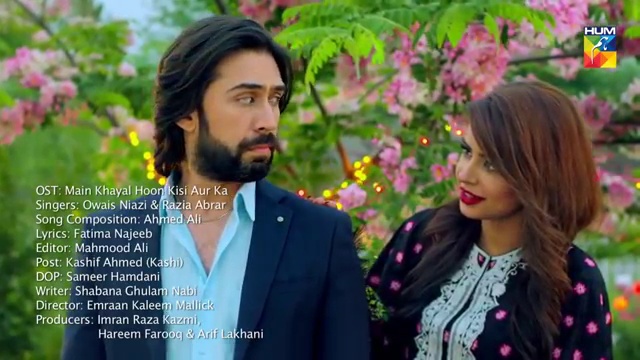 HUM
OST: Main Khayal Hoon Kisi Aur Ka
Singers: Owais Niazi & Razia Abrar
Song Composition: Ahmed Ali
Lyrics: Fatima Najeeb
Editor: Mahmood Ali
Post: Kashif Ahmed (Kashi)
DOP: Sameer Hamdani
Writer: Shabana Ghulam Nabi
Director: Emraan Kaleem Mallick
Producers: Imran Raza Kazmi,
Hareem Farooq & Arif Lakhani